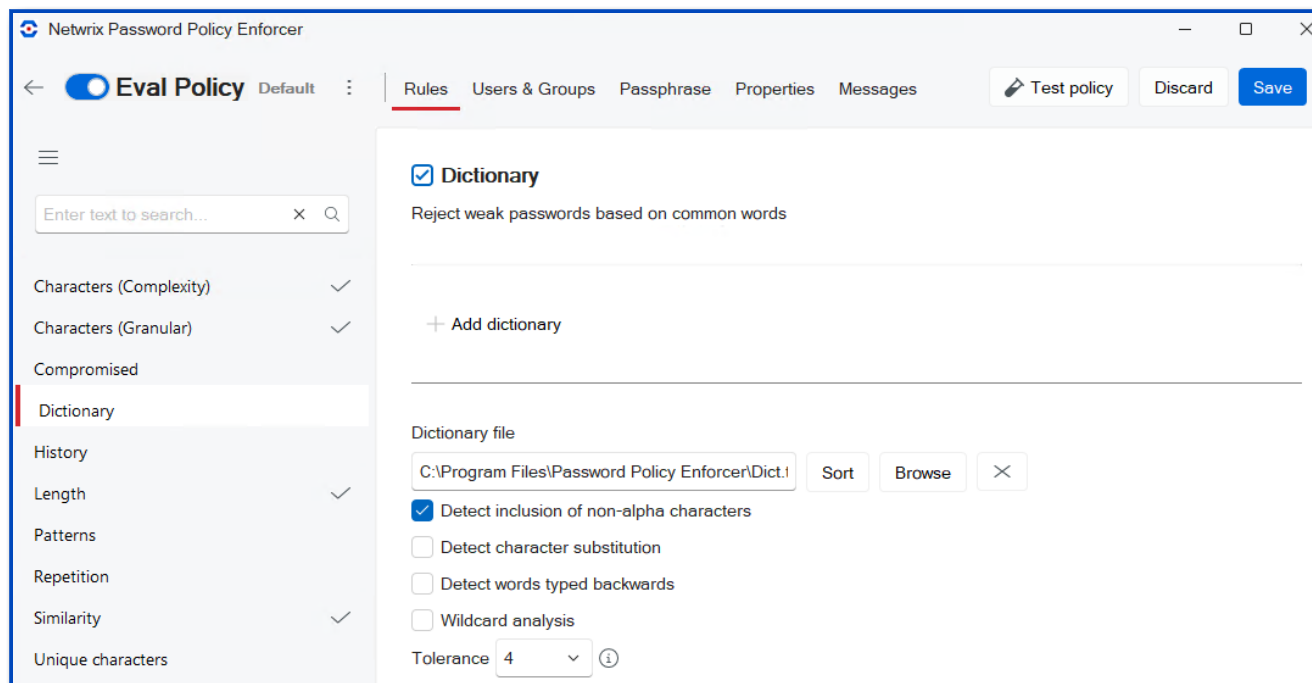 Netwrix Password Policy Enforcer
Eval Policy Default Rules Users & Groups Passphrase Properties Messages Test policy Discard Save
Enter text to search...
Characters (Complexity)
Characters (Granular)
Compromised
Dictionary
History
Length
Patterns
Repetition
Similarity
Unique characters
Dictionary
Reject weak passwords based on common words
Add dictionary
Dictionary file
C:\Program Files\Password Policy Enforcer\Dict. Sort Browse
Detect inclusion of non-alpha characters
Detect character substitution
Detect words typed backwards
Wildcard analysis
Tolerance 4